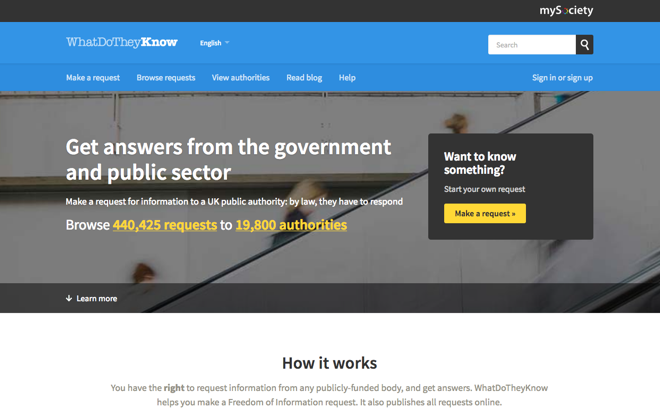 mySociety
WhatDoTheyKnow
English
Search
Make a request
Browse requests
View authorities
Read blog
Help
Sign in or sign up
Get answers from the government
and public sector
Make a request for information to a UK public authority: by law, they have to respond
Browse 440,425 requests to 19,800 authorities
Want to know
something?
Start your own request
Make a request »
Learn more
How it works
You have the right to request information from any publicly-funded body, and get answers. WhatDoTheyKnow
helps you make a Freedom of Information request. It also publishes all requests online.